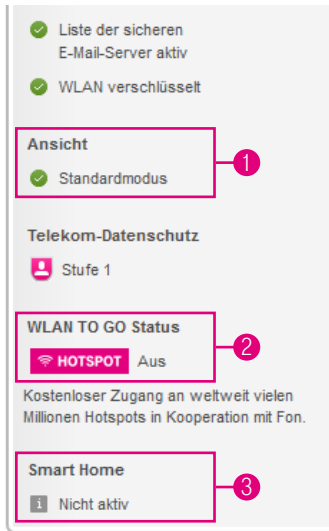 Liste der sicheren
E-Mail-Server aktiv
WLAN verschlüsselt
Ansicht
1
Standardmodus
Telekom-Datenschutz
Stufe 1
WLAN TO GO Status
2
HOTSPOT Aus
Kostenloser Zugang an weltweit vielen
Millionen Hotspots in Kooperation mit Fon.
Smart Home
3
i Nicht aktiv